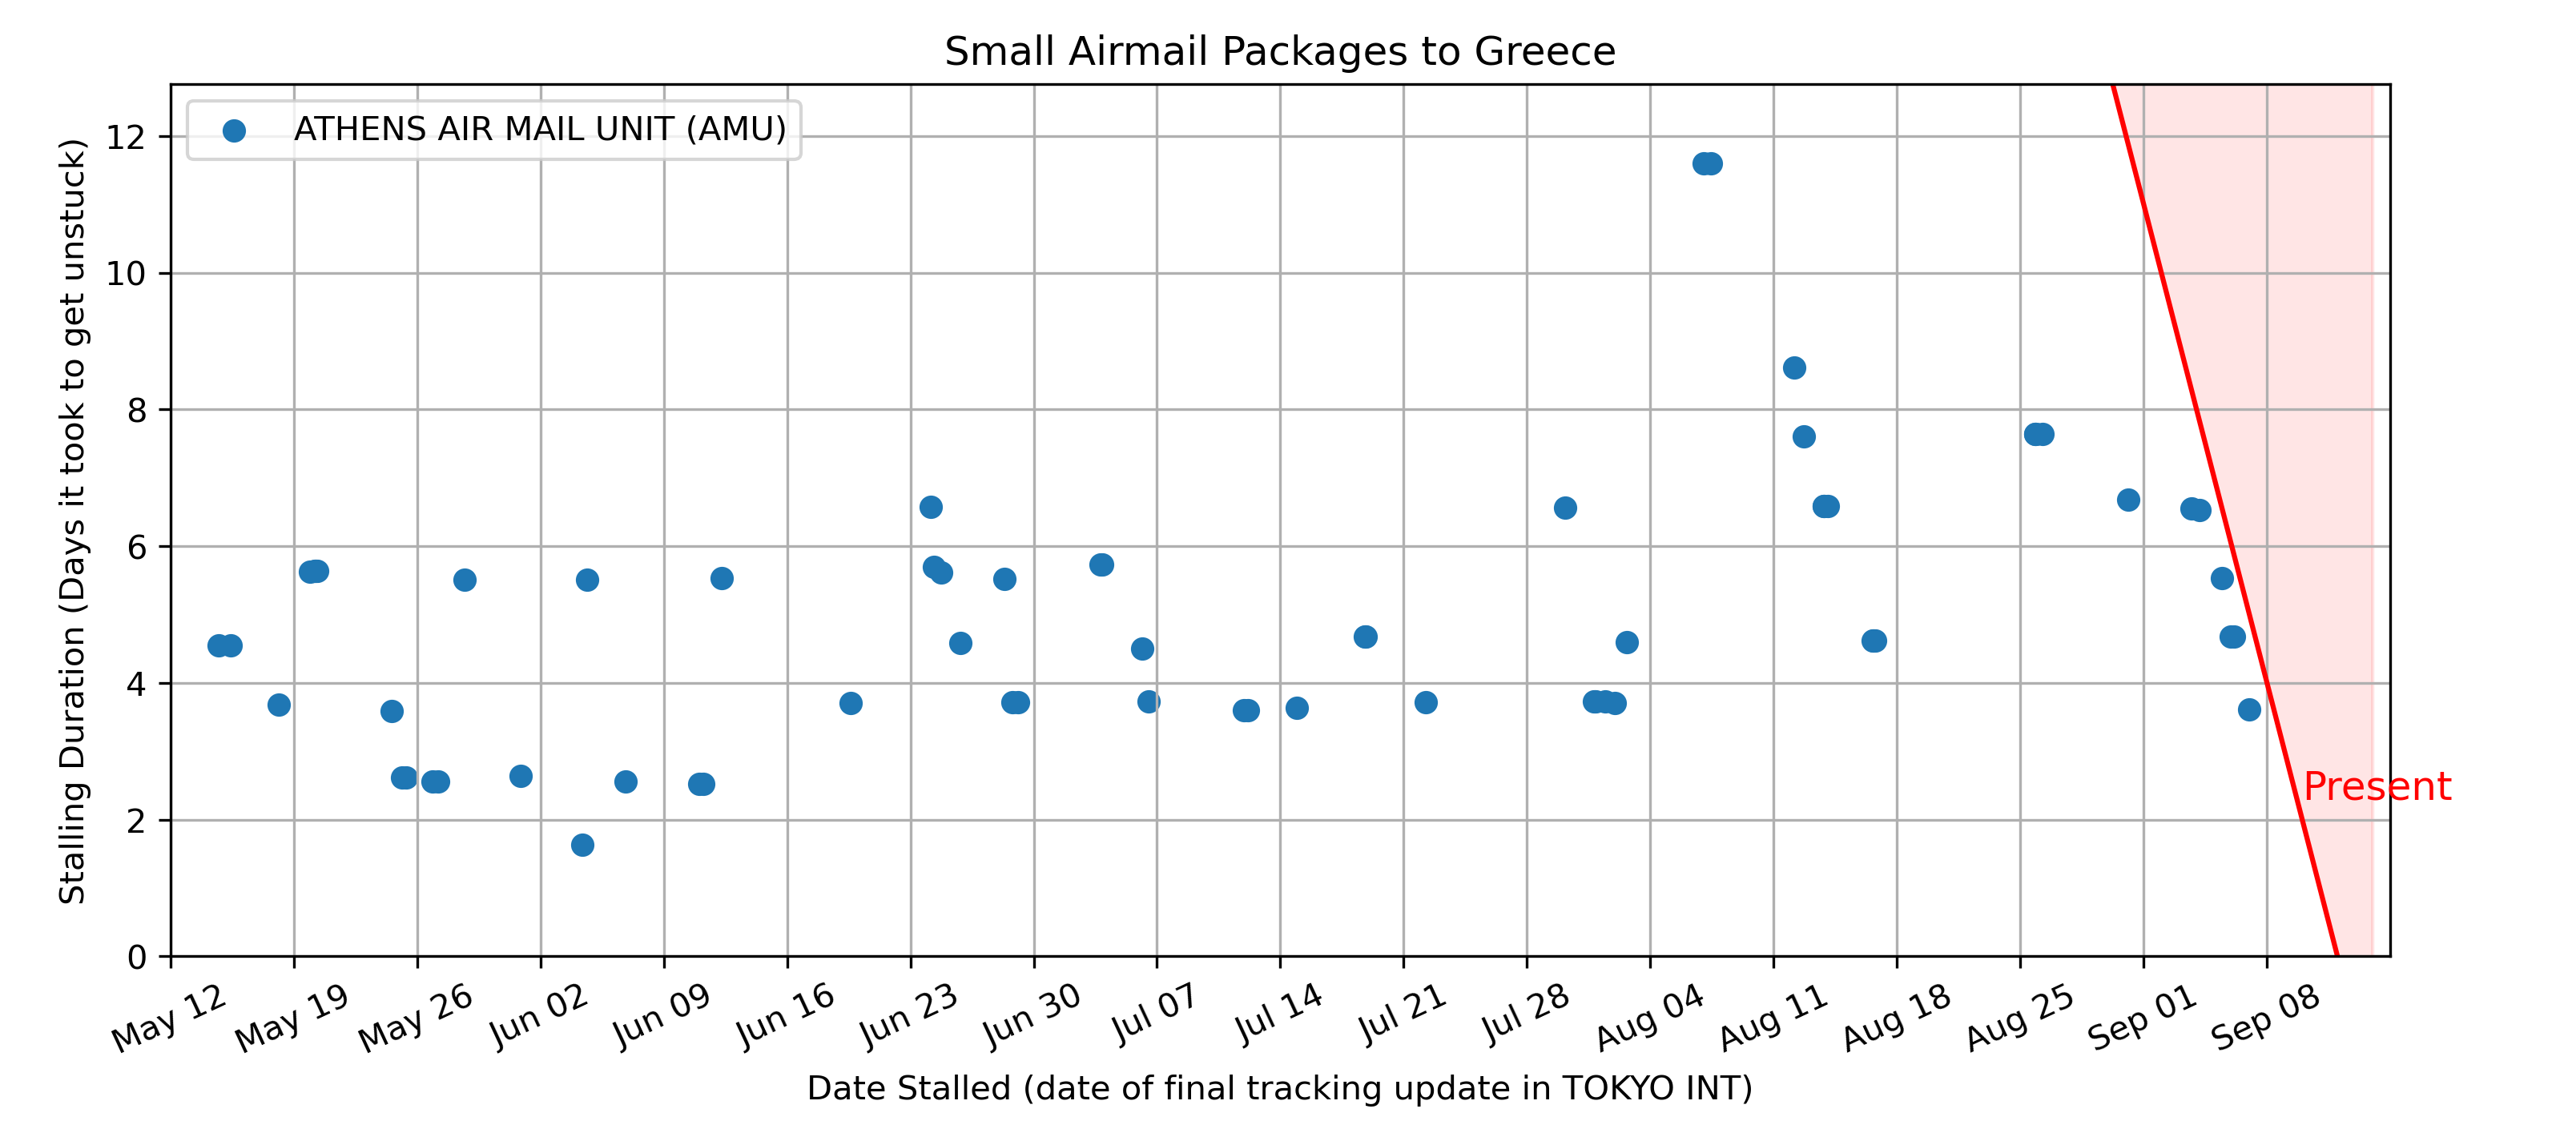 Small Airmail Packages to Greece
ATHENS AIR MAIL UNIT (AMU)
Stalling Duration (Days it took to get unstuck)
12
10
8
6
4
2
0
Present
May 12
May 19
May 26
Jun 02
Jun 09
Jun 16
Jun 23
Jun 30
Jul 07
Jul 14
Jul 21
Jul 28
Aug 04
Aug 11
Aug 18
Aug 25
Sep 01
Sep 08
Date Stalled (date of final tracking update in TOKYO INT)